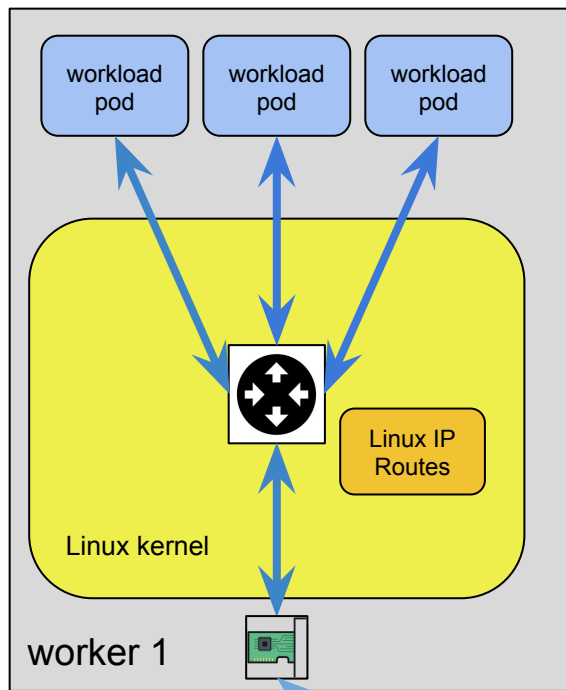 workload
pod
workload
pod
workload
pod
Linux IP
Routes
Linux kernel
worker 1